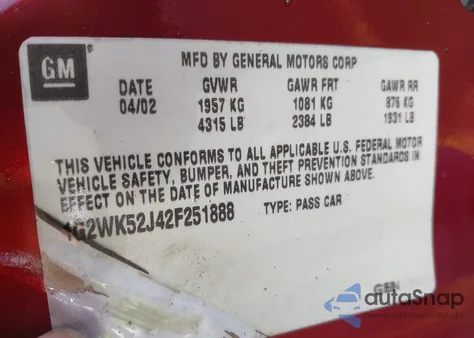 GM
MFD BY GENERAL MOTORS CORP
DATE GVWR GAWR FRT GAWR RR
04/02 1957 KG 1081 KG 876 KG
4315 LB 2384 LB 1931 LB
THIS VEHICLE CONFORMS TO ALL APPLICABLE U.S. FEDERAL MOTOR
VEHICLE SAFETY, BUMPER, AND THEFT PREVENTION STANDARDS IN
EFFECT ON THE DATE OF MANUFACTURE SHOWN ABOVE.
1G2WK52J42F251888 TYPE: PASS CAR
GEN
autaSnap